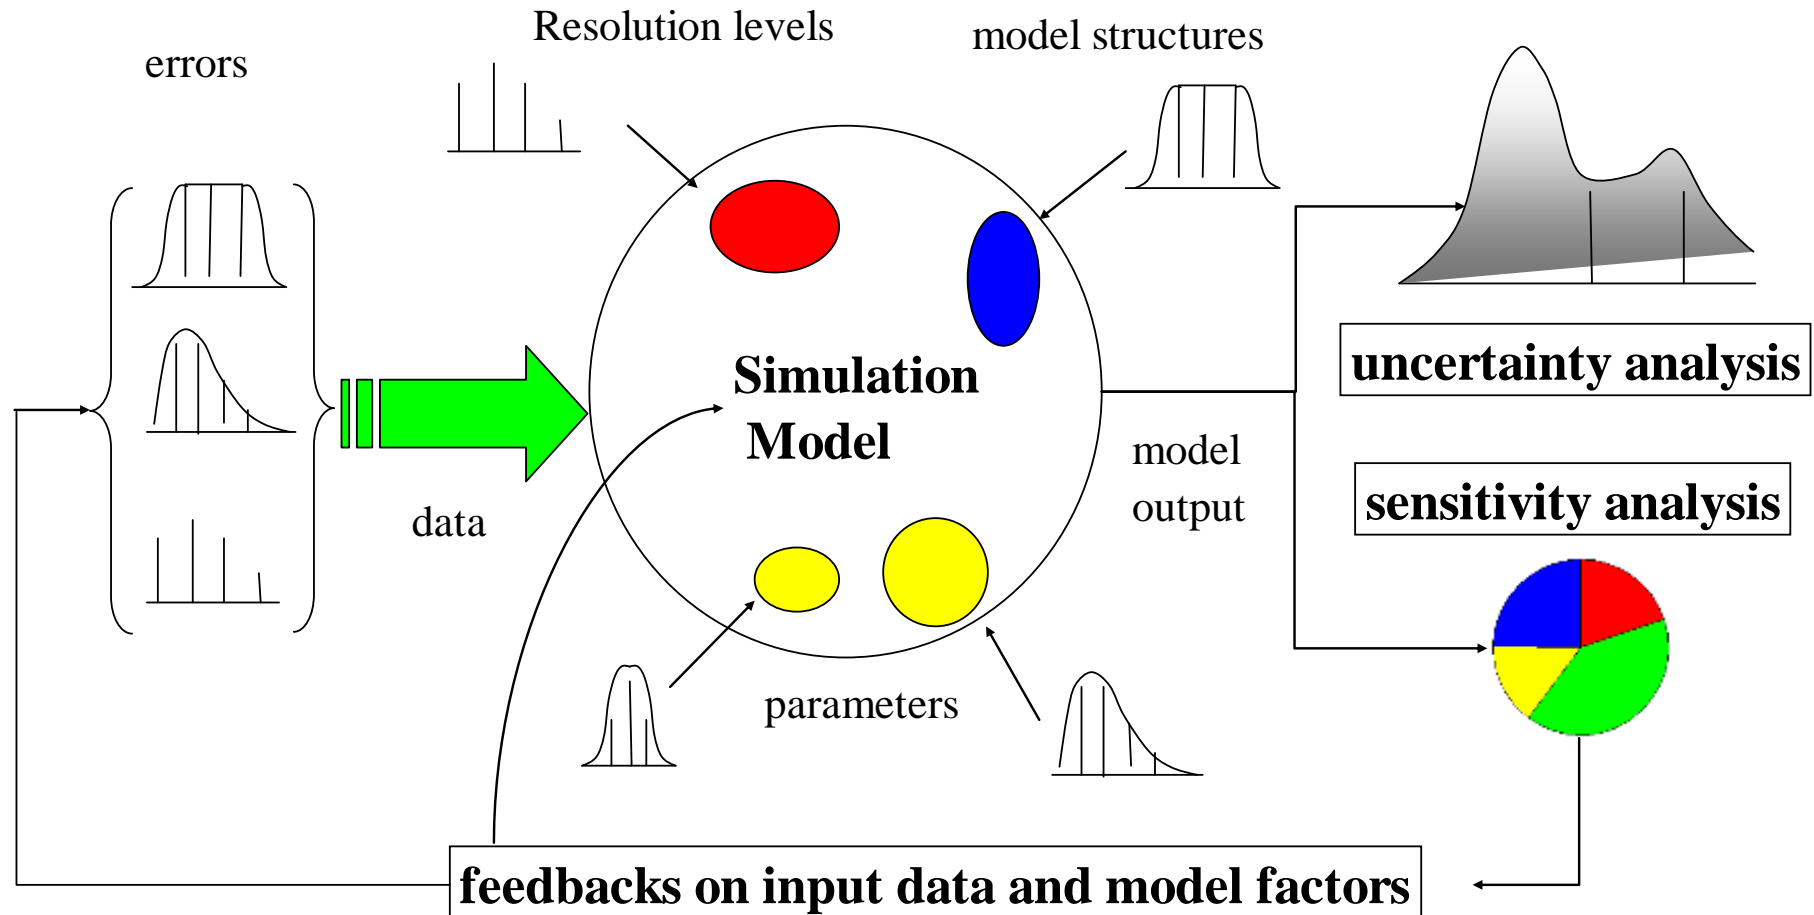 Resolution levels
model structures
errors
uncertainty analysis
Simulation
Model
model
output
sensitivity analysis
data
parameters
feedbacks on input data and model factors